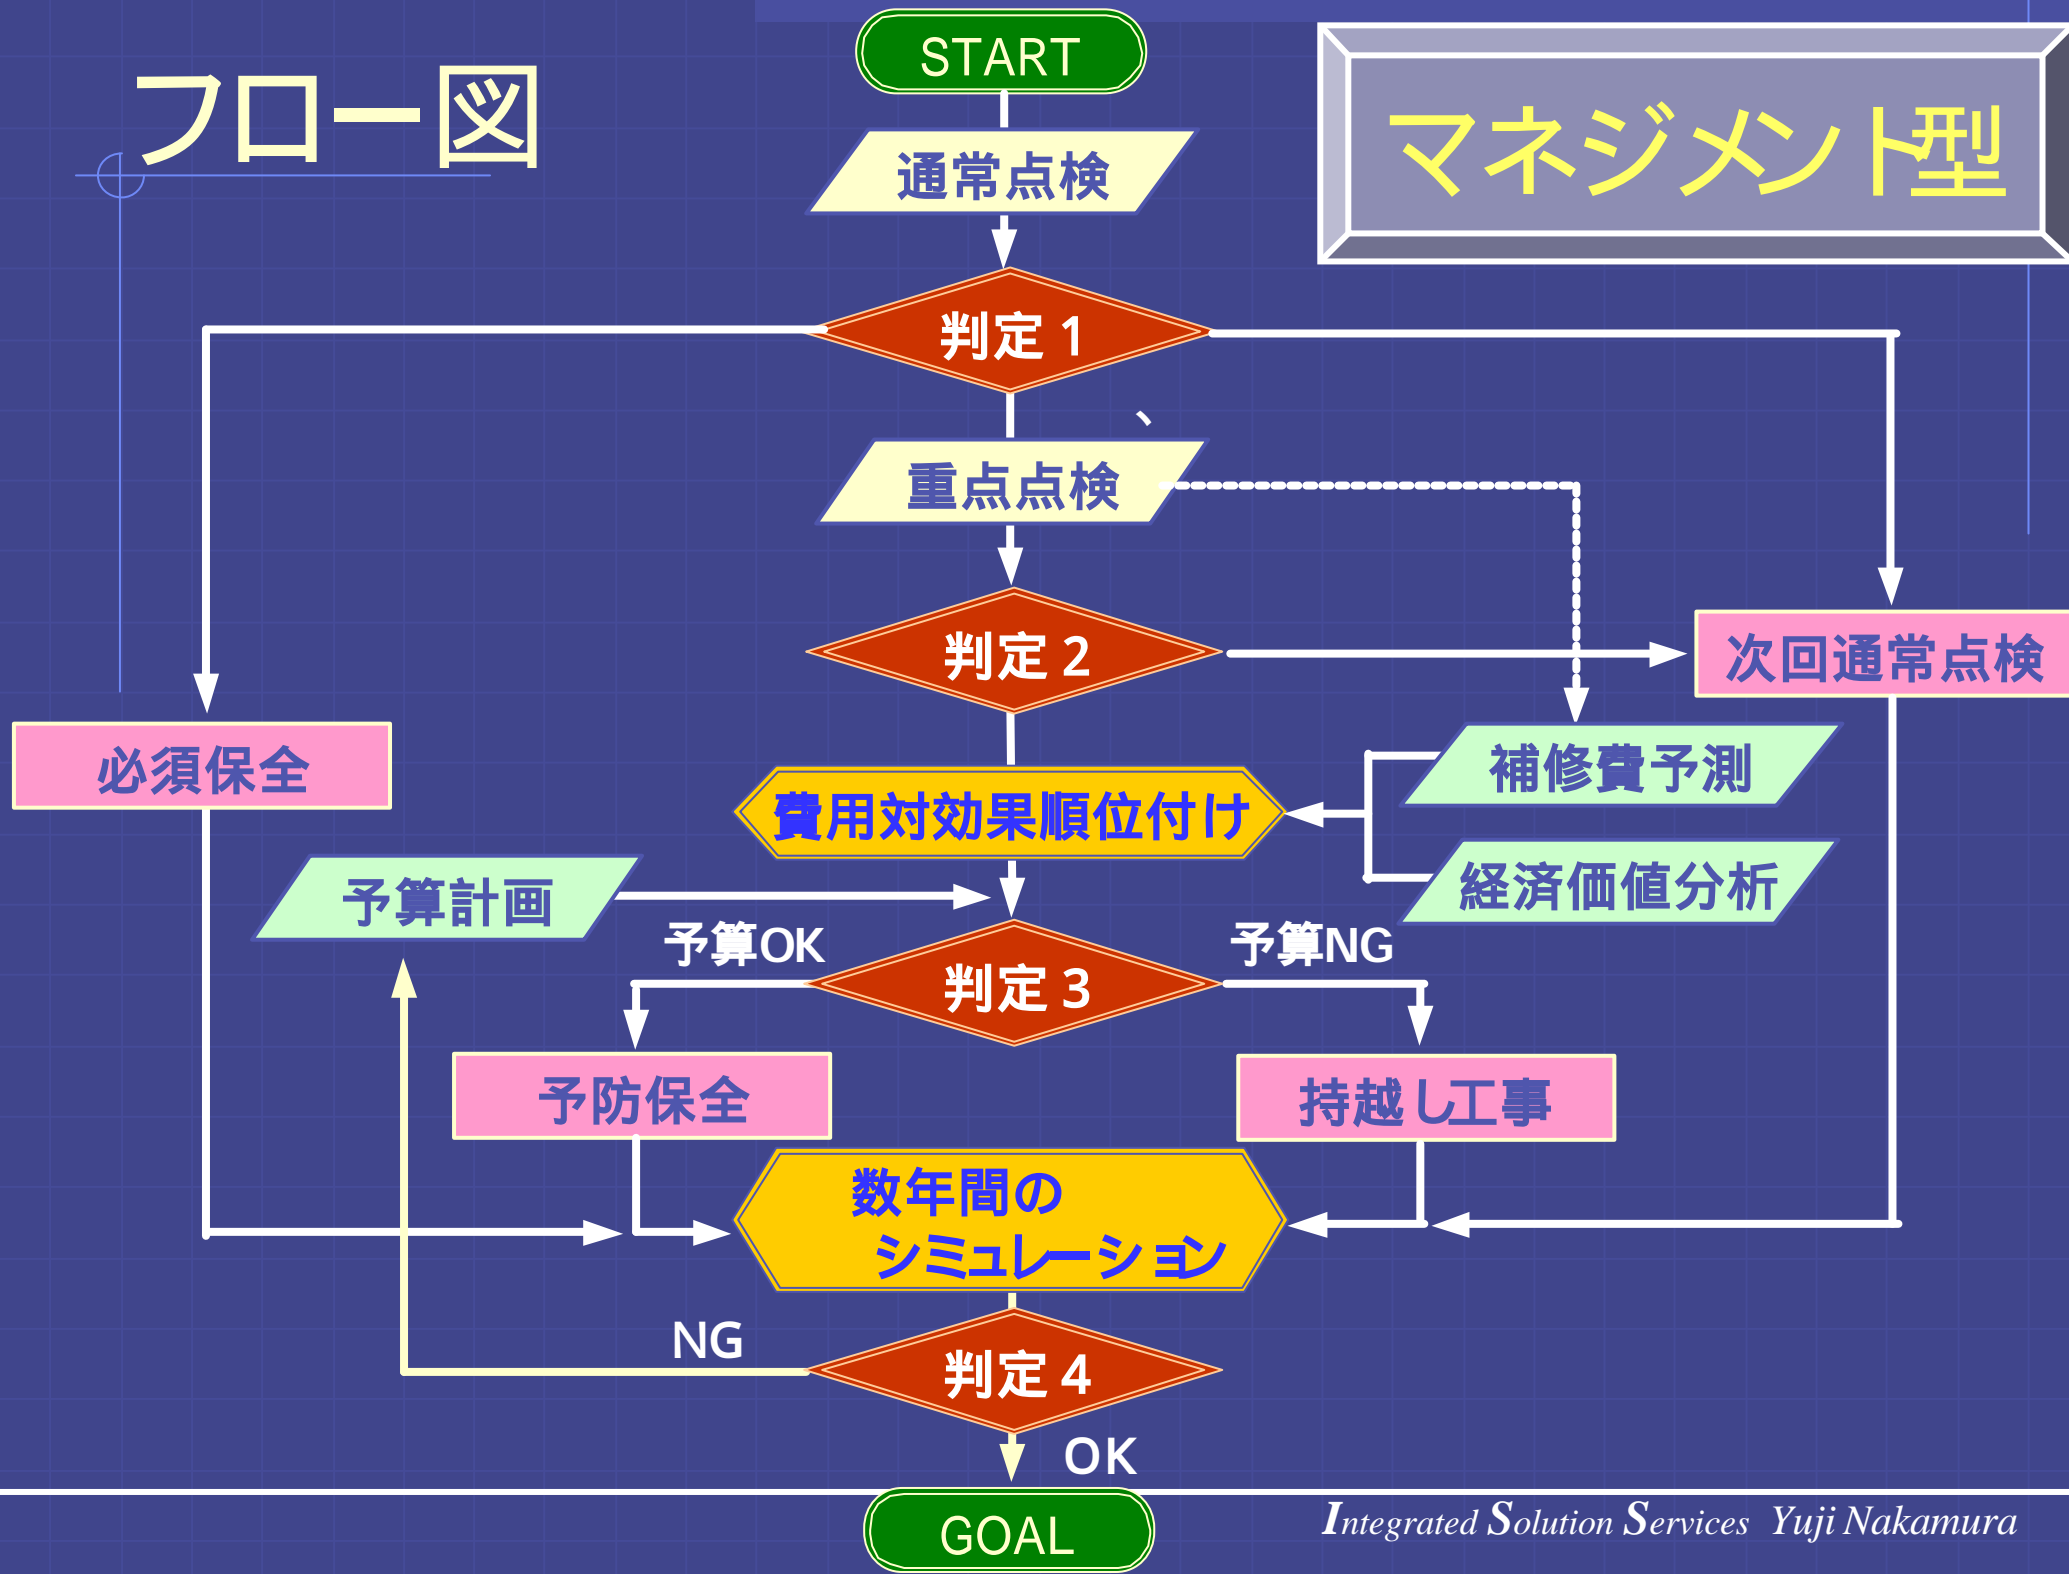 START
フロー図
マネジメント型
通常点検
判定 1
、
重点点検
判定 2
次回通常点検
必須保全
補修費予測
費用対効果順位付け
経済価値分析
予算計画
予算OK
予算NG
判定 3
予防保全
持越し工事
数年間の
シミュレーション
NG
判定 4
OK
GOAL
Integrated Solution Services Yuji Nakamura